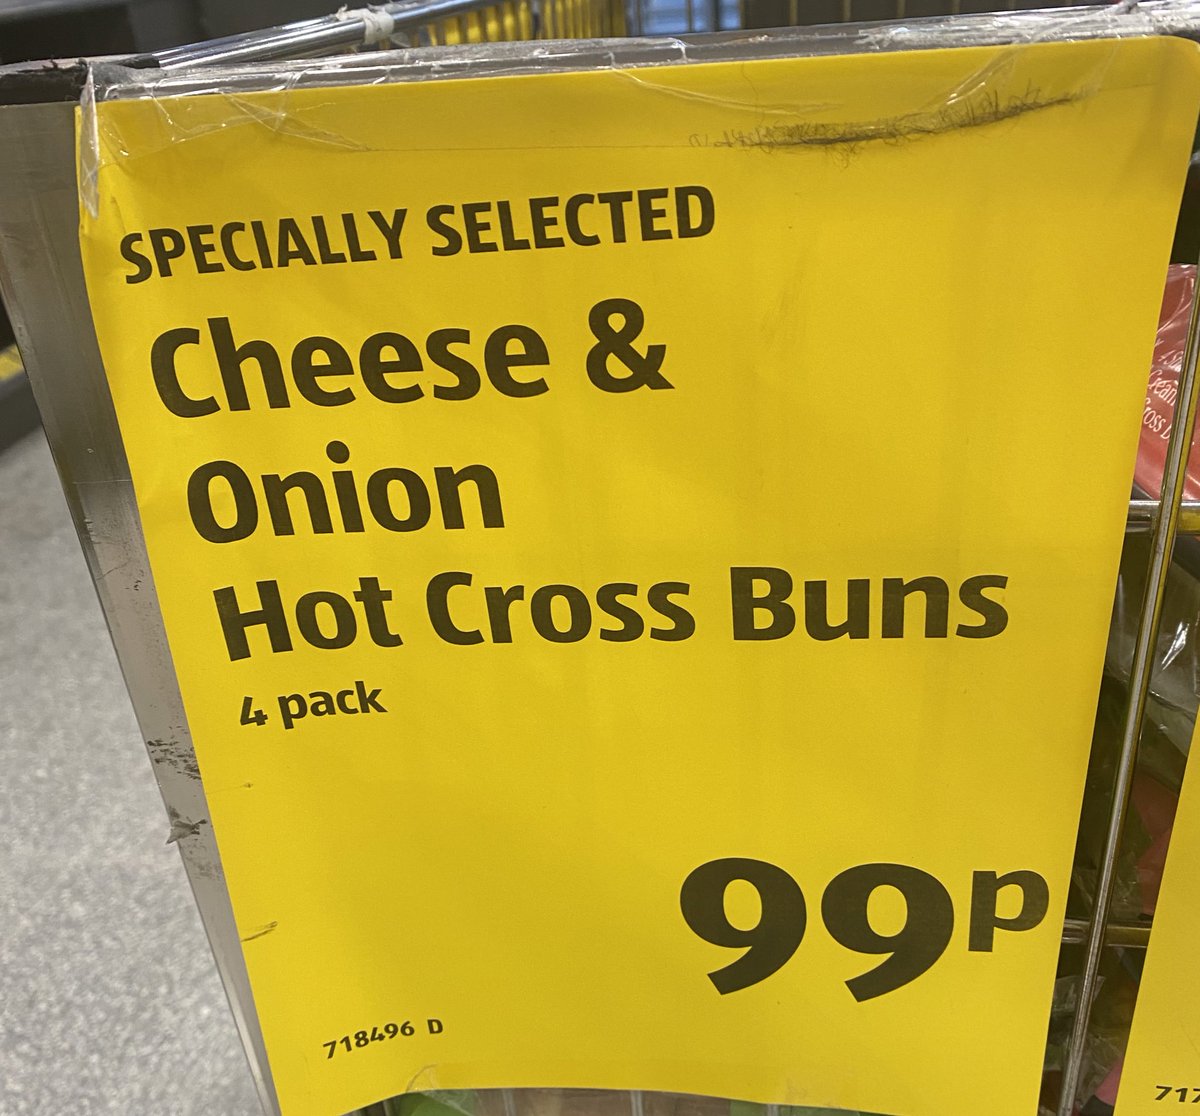 SPECIALLY SELECTED
Cheese &
Onion
Hot Cross Buns
4 pack
99p
718496 D